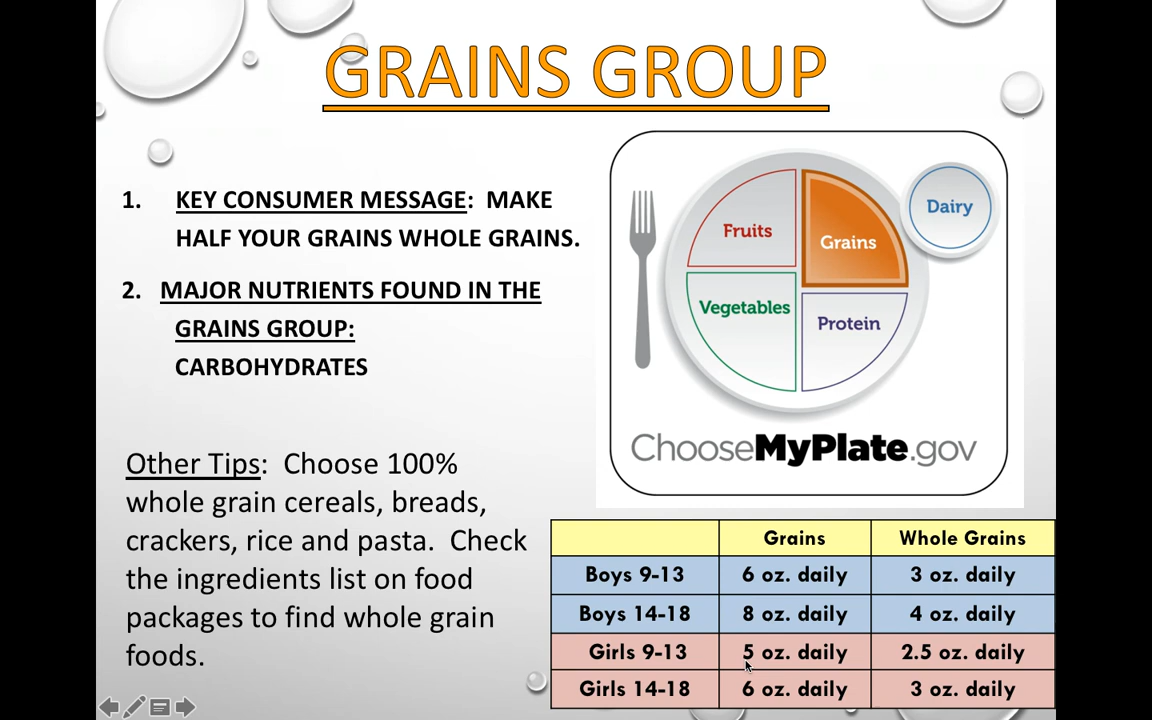 GRAINS GROUP
1. KEY CONSUMER MESSAGE: MAKE
HALF YOUR GRAINS WHOLE GRAINS.
2. MAJOR NUTRIENTS FOUND IN THE
GRAINS GROUP:
CARBOHYDRATES
Other Tips: Choose 100%
whole grain cereals, breads,
crackers, rice and pasta. Check
the ingredients list on food
packages to find whole grain
foods.
Dairy
Fruits
Grains
Vegetables
Protein
ChooseMyPlate.gov
Grains Whole Grains
Boys 9-13 6 oz. daily 3 oz. daily
Boys 14-18 8 oz. daily 4 oz. daily
Girls 9-13 5 oz. daily 2.5 oz. daily
Girls 14-18 6 oz. daily 3 oz. daily